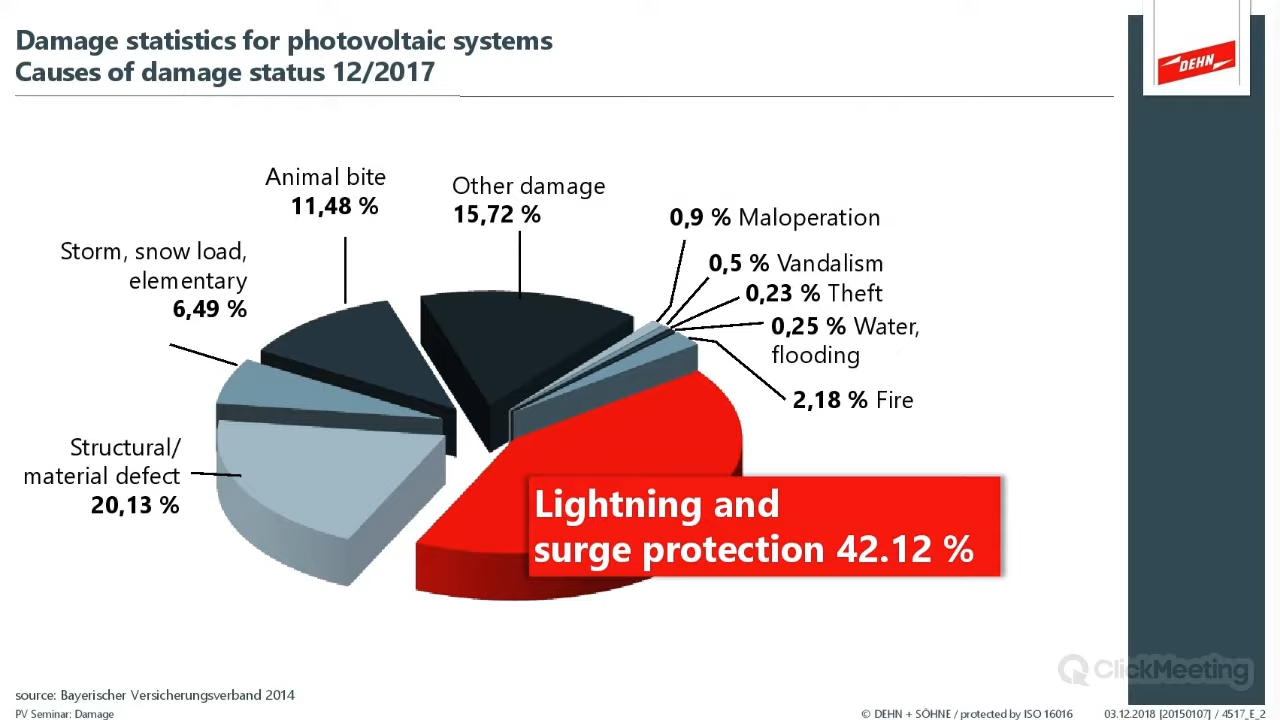 Damage statistics for photovoltaic systems
Causes of damage status 12/2017
DEHN
Animal bite
11,48 %
Other damage
15,72 %
0,9 % Maloperation
0,5 % Vandalism
0,23 % Theft
0,25 % Water,
flooding
2,18 % Fire
Storm, snow load,
elementary
6,49 %
Structural/
material defect
20,13 %
Lightning and
surge protection 42.12 %
ClickMeeting
source: Bayerischer Versicherungsverband 2014
PV Seminar: Damage
© DEHN + SÖHNE / protected by ISO 16016
03.12.2018 [20150107] / 4517_E_2